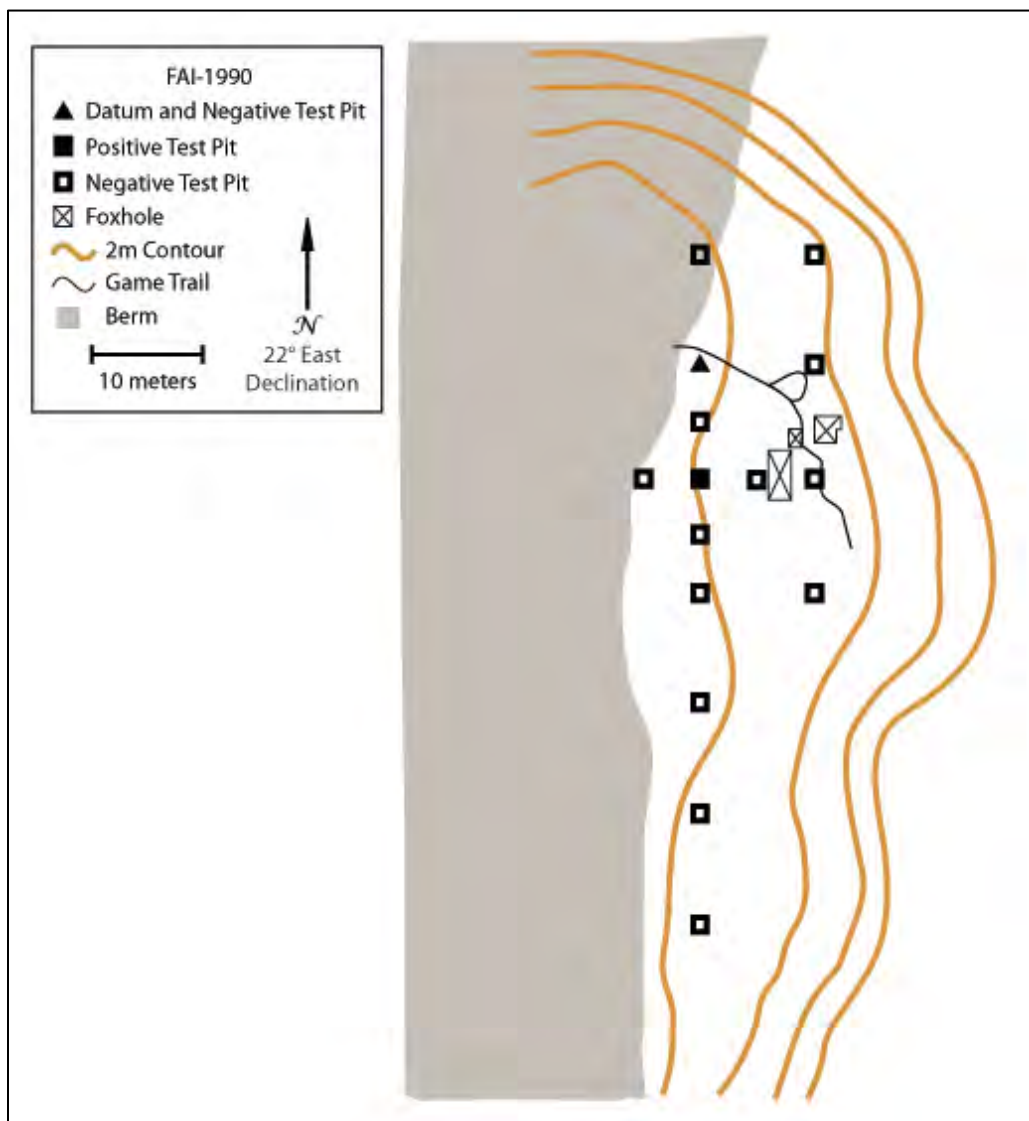 FAI-1990
Datum and Negative Test Pit
Positive Test Pit
Negative Test Pit
Foxhole
2m Contour
Game Trail
Berm
10 meters
N
22° East
Declination